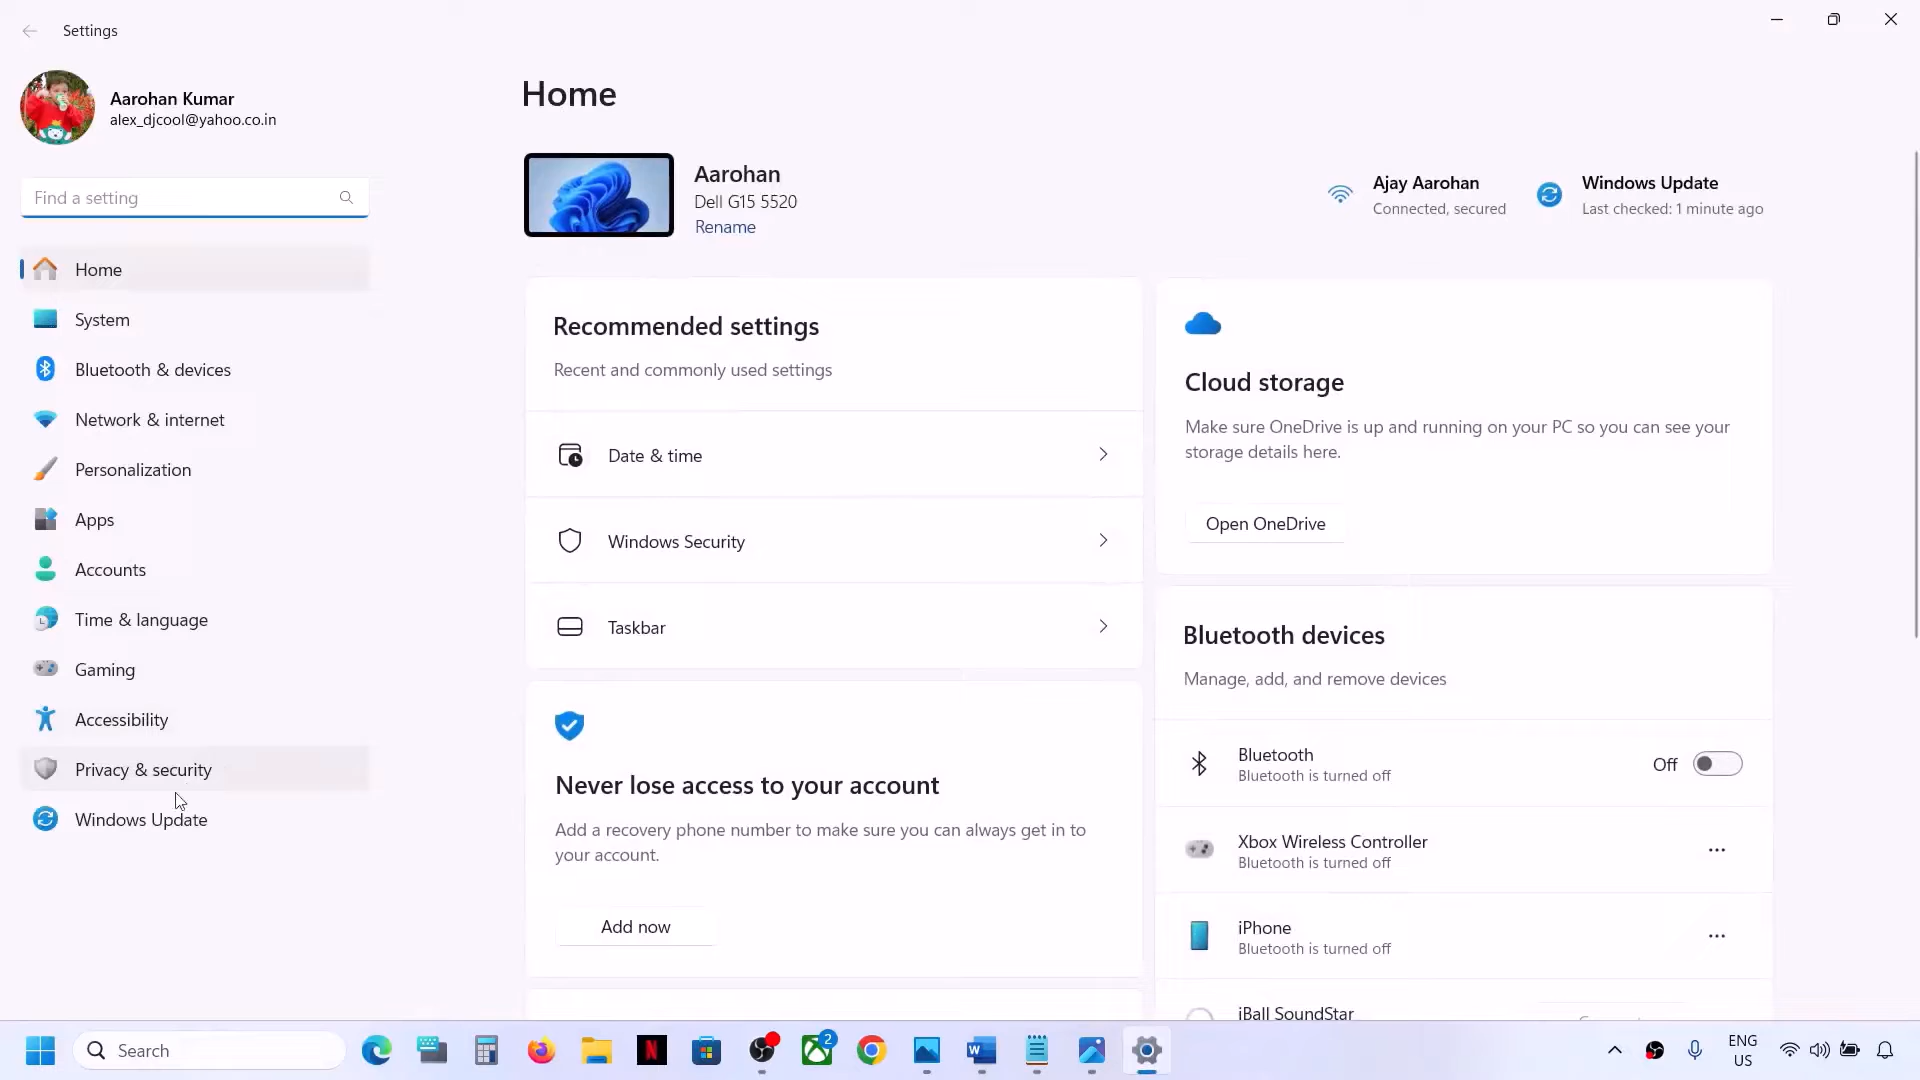 Settings
Aarohan Kumar
alex_djcool@yahoo.co.in
Find a setting
Home
System
Bluetooth & devices
Network & internet
Personalization
Apps
Accounts
Time & language
Gaming
Accessibility
Privacy & security
Windows Update
Home
Aarohan
Dell G15 5520
Rename
Ajay Aarohan
Connected, secured
Windows Update
Last checked: 1 minute ago
Recommended settings
Recent and commonly used settings
Date & time
Windows Security
Taskbar
Never lose access to your account
Add a recovery phone number to make sure you can always get in to
your account.
Add now
Cloud storage
Make sure OneDrive is up and running on your PC so you can see your
storage details here.
Open OneDrive
Bluetooth devices
Manage, add, and remove devices
Bluetooth
Bluetooth is turned off
Off
Xbox Wireless Controller
Bluetooth is turned off
iPhone
Bluetooth is turned off
iBall SoundStar
Search
N
2
W
ENG
US